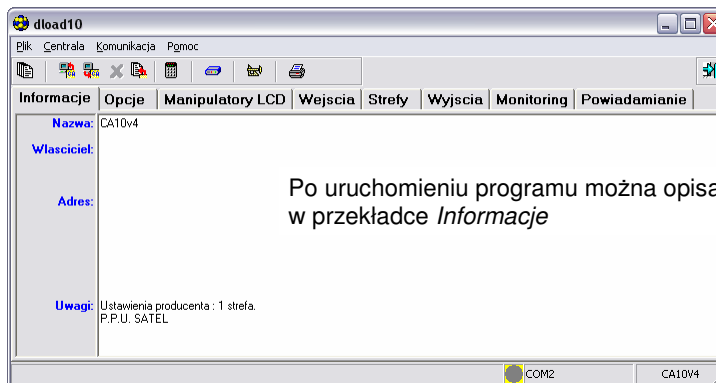 dload10
Plik Centrala Komunikacja Pomoc
Informacje Opcje Manipulatory LCD Wejscia Strefy Wyjscia Monitoring Powiadamianie
Nazwa: CA10v4
Wlasciciel:
Po uruchomieniu programu można opisa
Adres:
w przekładce Informacje
Uwagi: Ustawienia producenta : 1 strefa.
P.P.U. SATEL
COM2 CA10V4